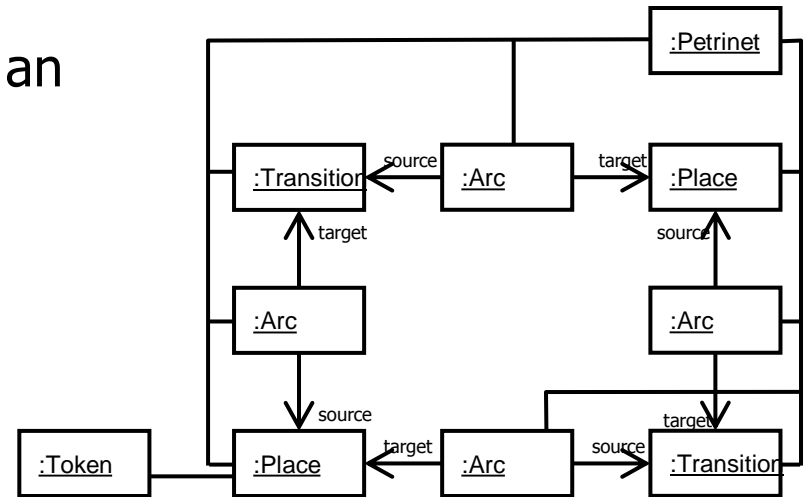 :Petrinet
an
:Transition
source
:Arc
target
:Place
target
source
:Arc
:Arc
source
target
:Token
:Place
target
:Arc
source
:Transition